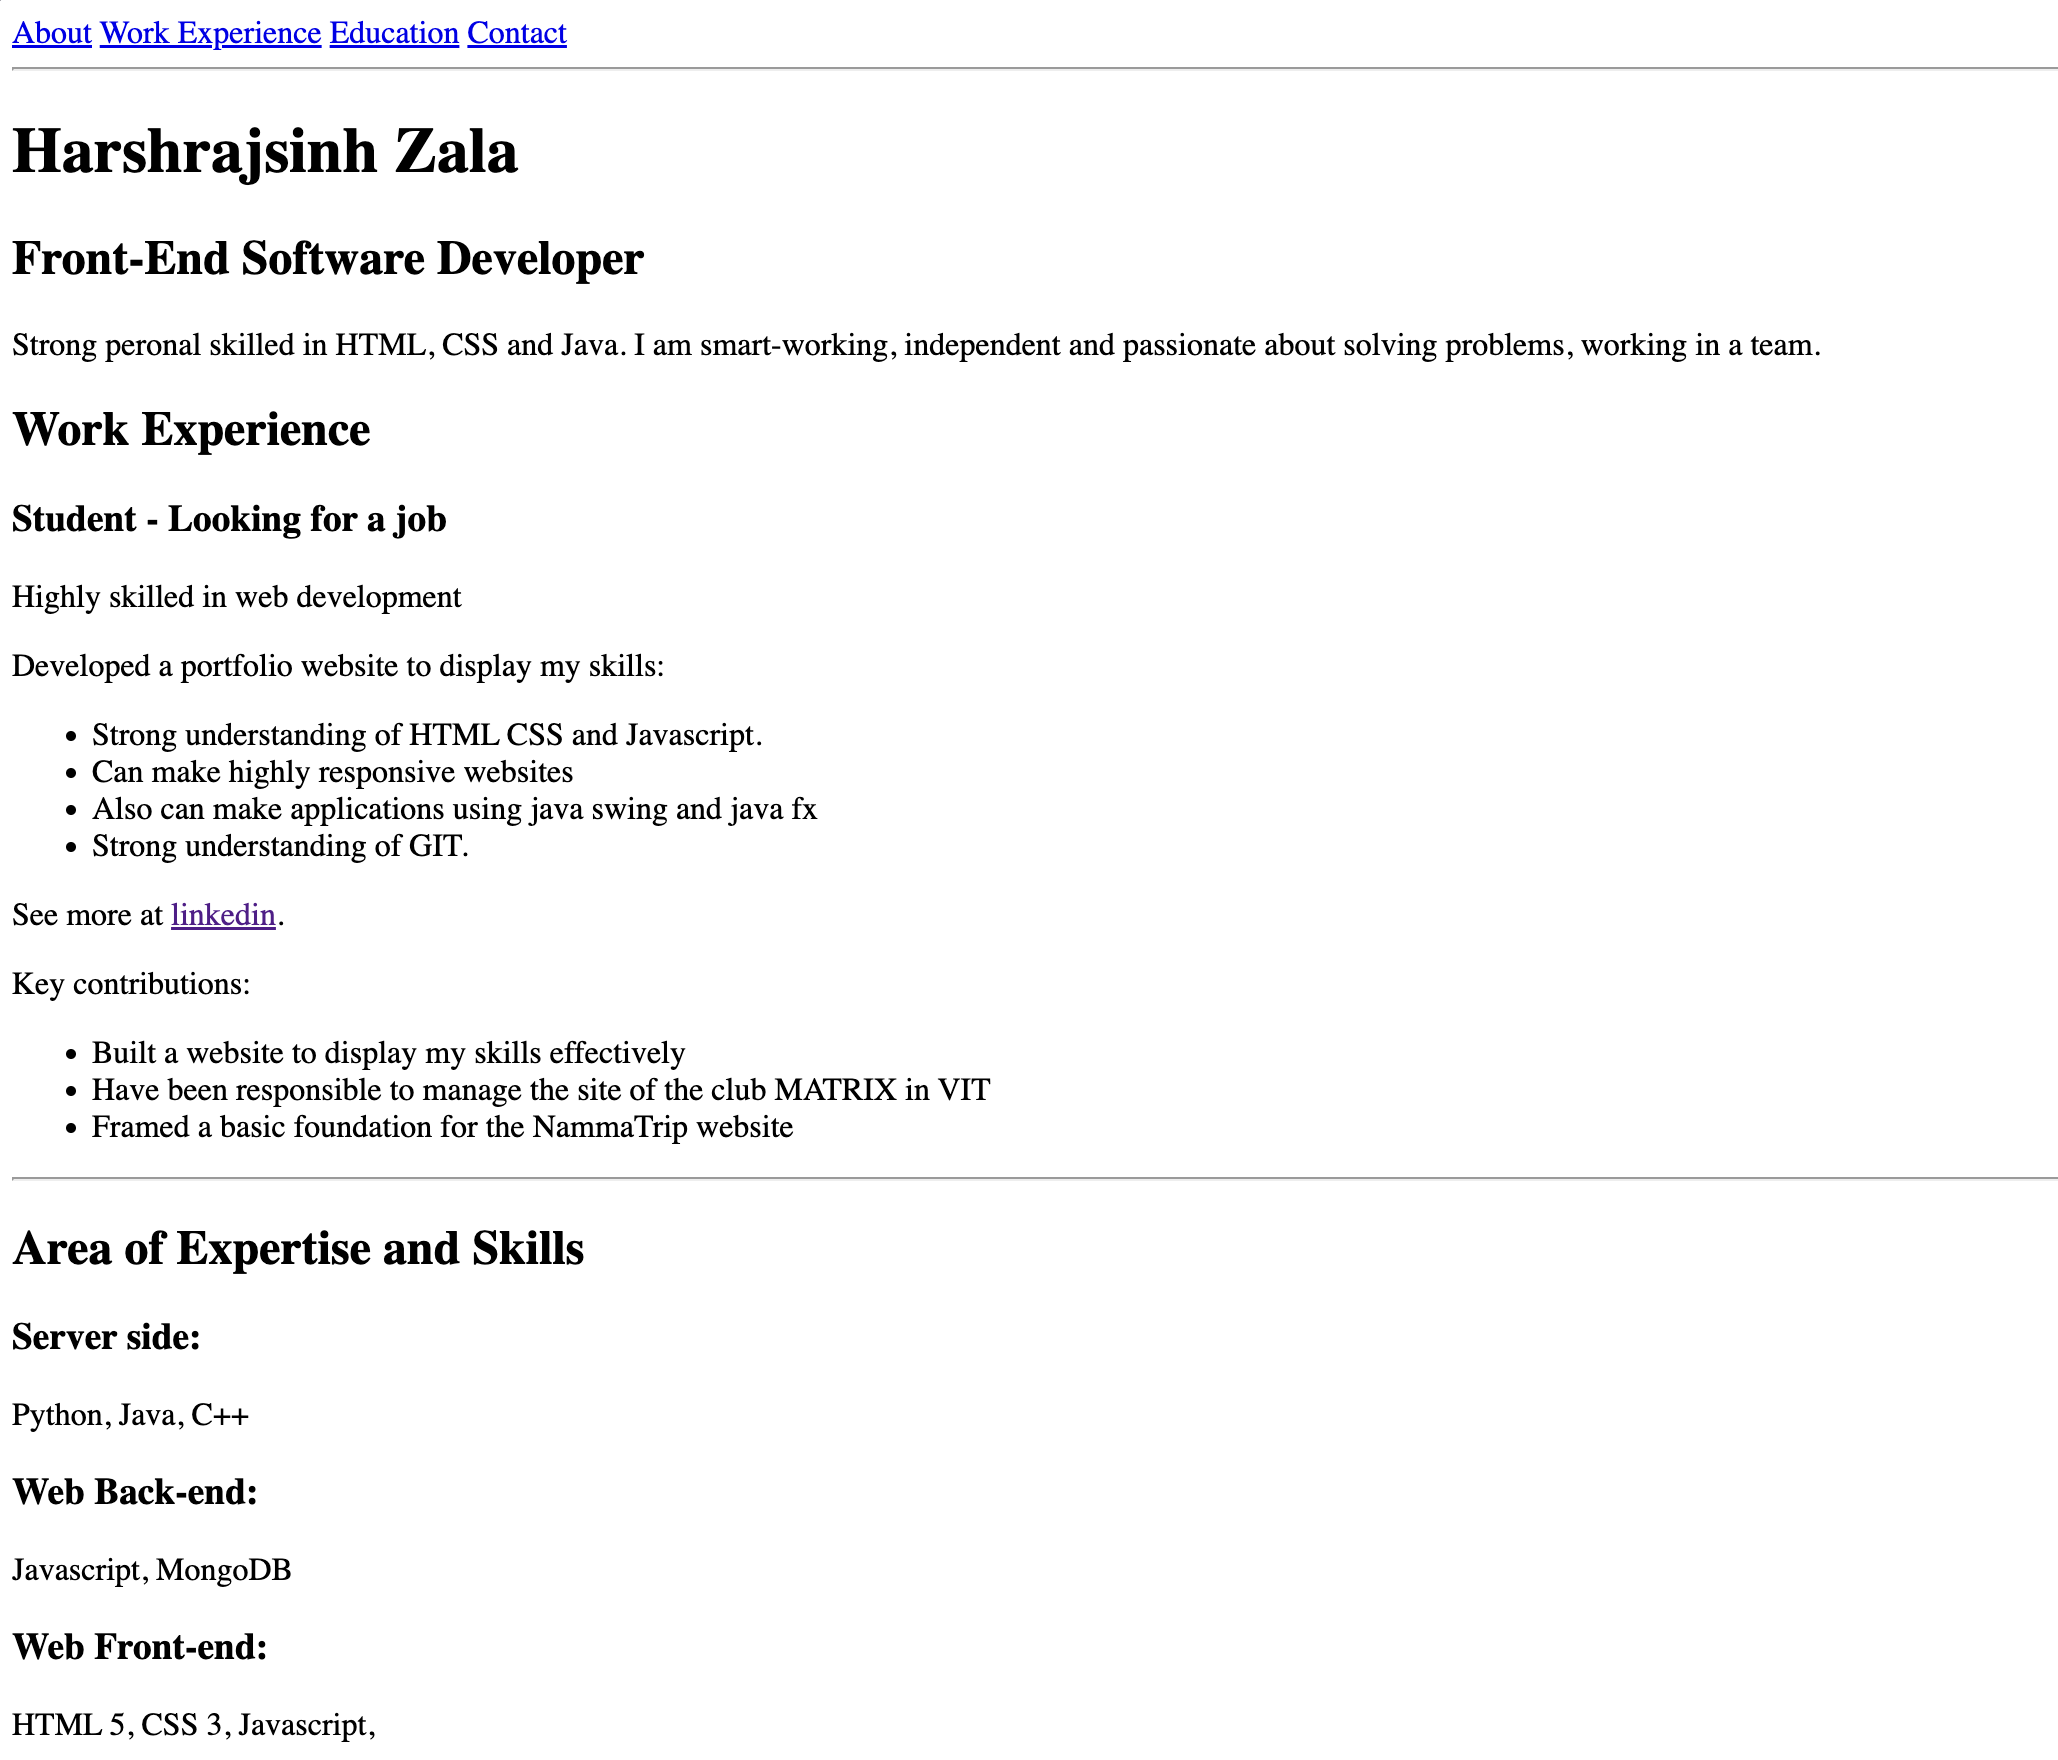 About Work Experience Education Contact
Harshrajsinh Zala
Front-End Software Developer
Strong peronal skilled in HTML, CSS and Java. I am smart-working, independent and passionate about solving problems, working in a team.
Work Experience
Student - Looking for a job
Highly skilled in web development
Developed a portfolio website to display my skills:
• Strong understanding of HTML CSS and Javascript.
• Can make highly responsive websites
• Also can make applications using java swing and java fx
• Strong understanding of GIT.
See more at linkedin.
Key contributions:
• Built a website to display my skills effectively
• Have been responsible to manage the site of the club MATRIX in VIT
• Framed a basic foundation for the NammaTrip website
Area of Expertise and Skills
Server side:
Python, Java, C++
Web Back-end:
Javascript, MongoDB
Web Front-end:
HTML 5, CSS 3, Javascript,